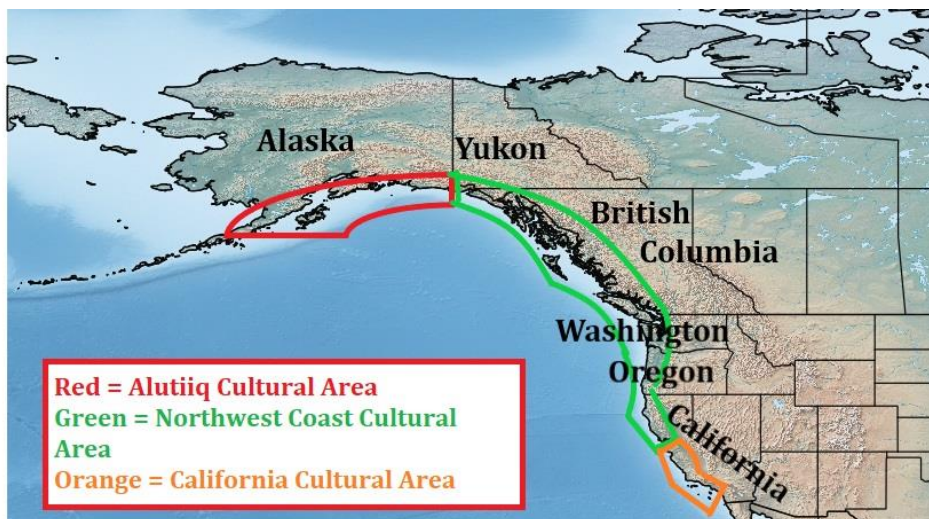 Alaska
Yukon
British
Columbia
Washington
Oregon
California
Red = Alutiiq Cultural Area
Green = Northwest Coast Cultural
Area
Orange = California Cultural Area